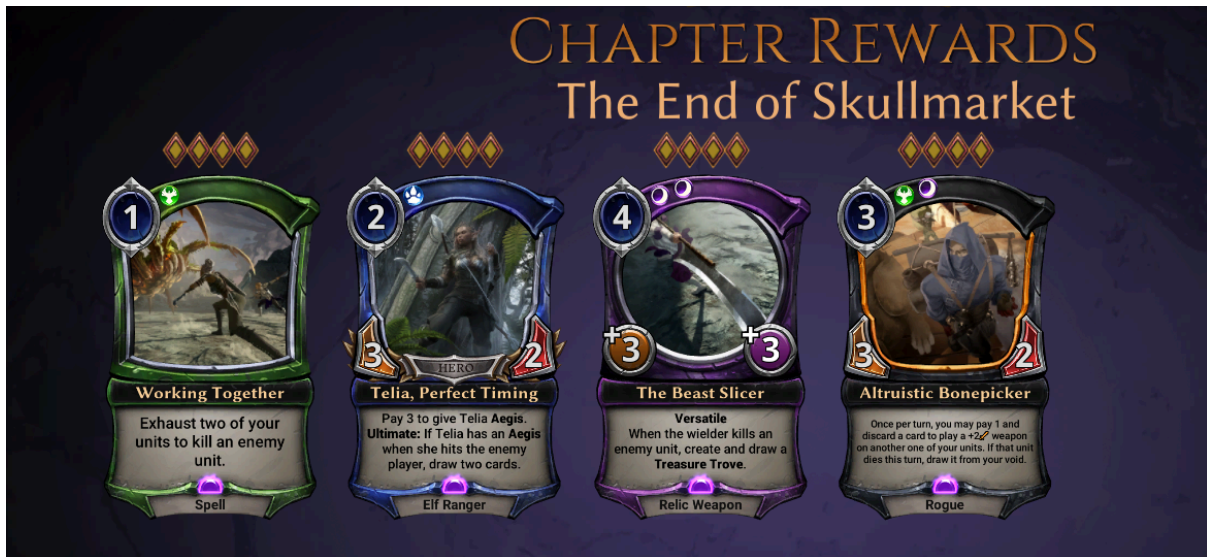 CHAPTER REWARDS
The End of Skullmarket
1
Working Together
Exhaust two of your
units to kill an enemy
unit.
Spell
2
3
HERO
2
Telia, Perfect Timing
Pay 3 to give Telia Aegis.
Ultimate: If Telia has an Aegis
when she hits the enemy
player, draw two cards.
Elf Ranger
4
+3
+3
The Beast Slicer
Versatile
When the wielder kills an
enemy unit, create and draw a
Treasure Trove.
Relic Weapon
3
3
2
Altruistic Bonepicker
Once per turn, you may pay 1 and
discard a card to play a +2 weapon
on another one of your units. If that unit
dies this turn, draw it from your void.
Rogue